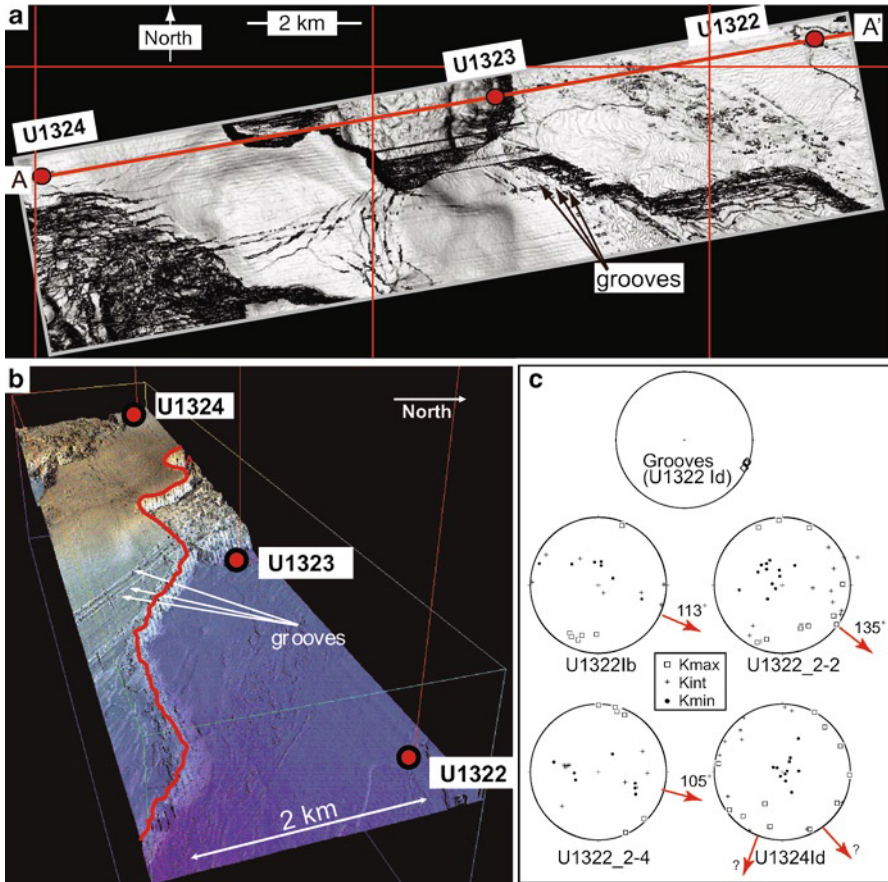 a
North
2 km
U1322
A'
U1323
U1324
A
grooves
b
North
U1324
U1323
grooves
U1322
2 km
c
Grooves
(U1322 Id)
113°
135°
U1322Ib
U1322_2-2
Kmax
Kint
Kmin
105°
U1322_2-4
U1324Id
?
?